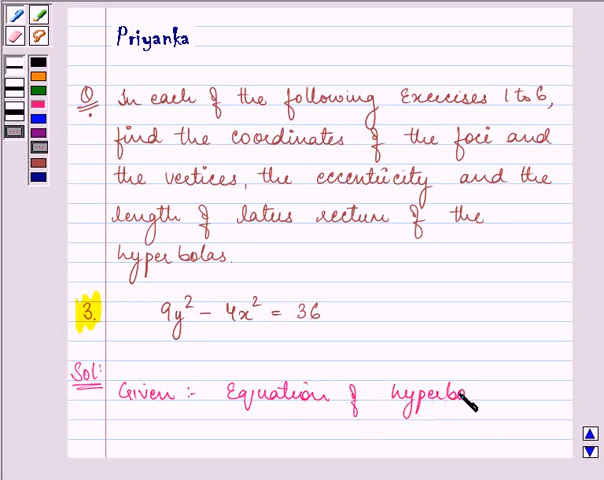 Priyanka
Q. In each of the following Exercises 1 to 6,
find the coordinates of the foci and
the vertices, the eccentricity and the
length of latus rectum of the
hyperbolas.
3. 9y² - 4x² = 36
Sol:
Given :- Equation of hyperbo